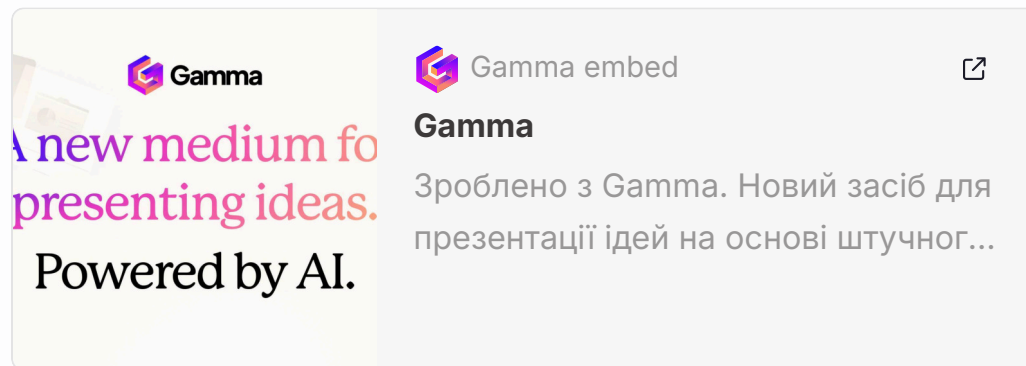 Gamma
A new medium fo
presenting ideas.
Powered by AI.
Gamma embed
Gamma
Зроблено з Gamma. Новий засіб для
презентації ідей на основі штучног...